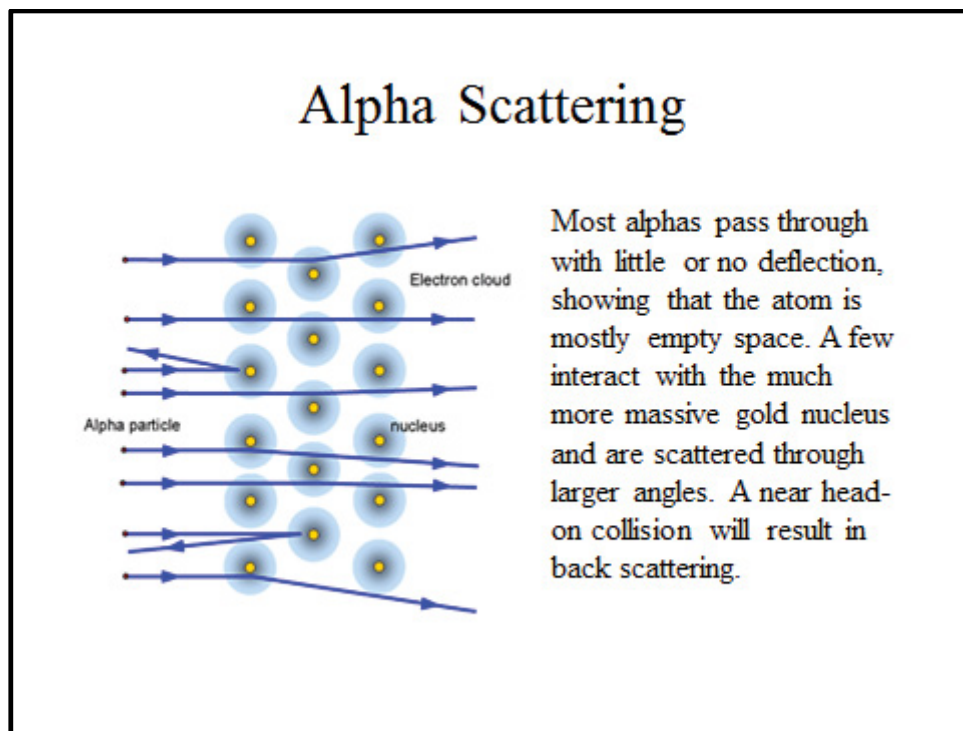 Alpha Scattering
Electron cloud
Alpha particle
nucleus
Most alphas pass through
with little or no deflection,
showing that the atom is
mostly empty space. A few
interact with the much
more massive gold nucleus
and are scattered through
larger angles. A near head-
on collision will result in
back scattering.